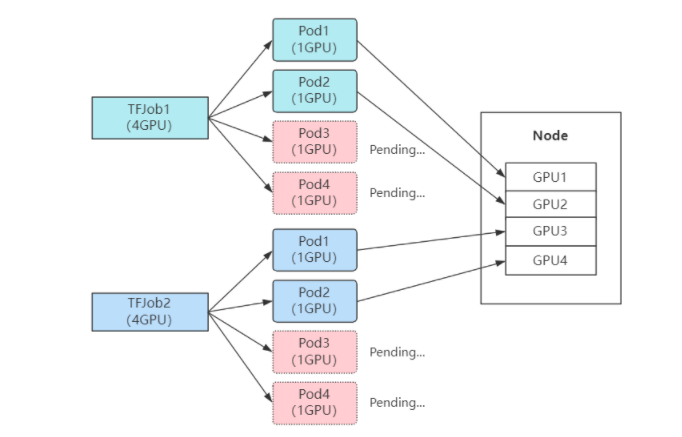 TFJob1
(4GPU)
Pod1
(1GPU)
Pod2
(1GPU)
Pod3
(1GPU)
Pending...
Pod4
(1GPU)
Pending...
TFJob2
(4GPU)
Pod1
(1GPU)
Pod2
(1GPU)
Pod3
(1GPU)
Pending...
Pod4
(1GPU)
Pending...
Node
GPU1
GPU2
GPU3
GPU4